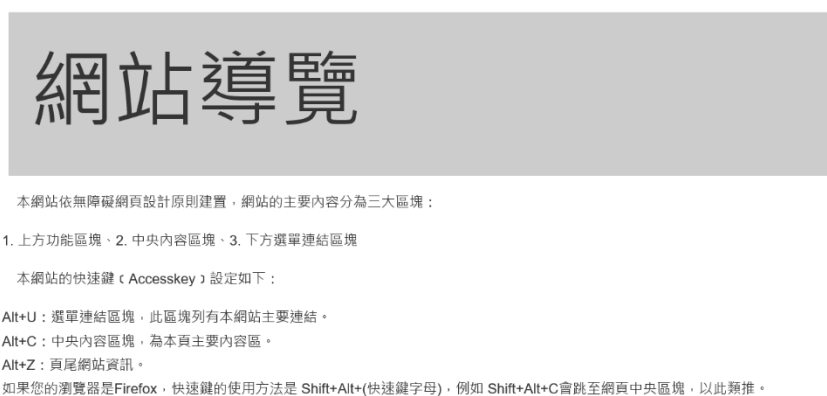 網站導覽
本網站依無障礙網頁設計原則建置，網站的主要內容分為三大區塊：
1. 上方功能區塊、2. 中央內容區塊、3. 下方選單連結區塊
本網站的快速鍵﹝Accesskey﹞設定如下：
Alt+U：選單連結區塊，此區塊列有本網站主要連結。
Alt+C：中央內容區塊，為本頁主要內容區。
Alt+Z：頁尾網站資訊。
如果您的瀏覽器是Firefox，快速鍵的使用方法是 Shift+Alt+(快速鍵字母)，例如 Shift+Alt+C會跳至網頁中央區塊，以此類推。